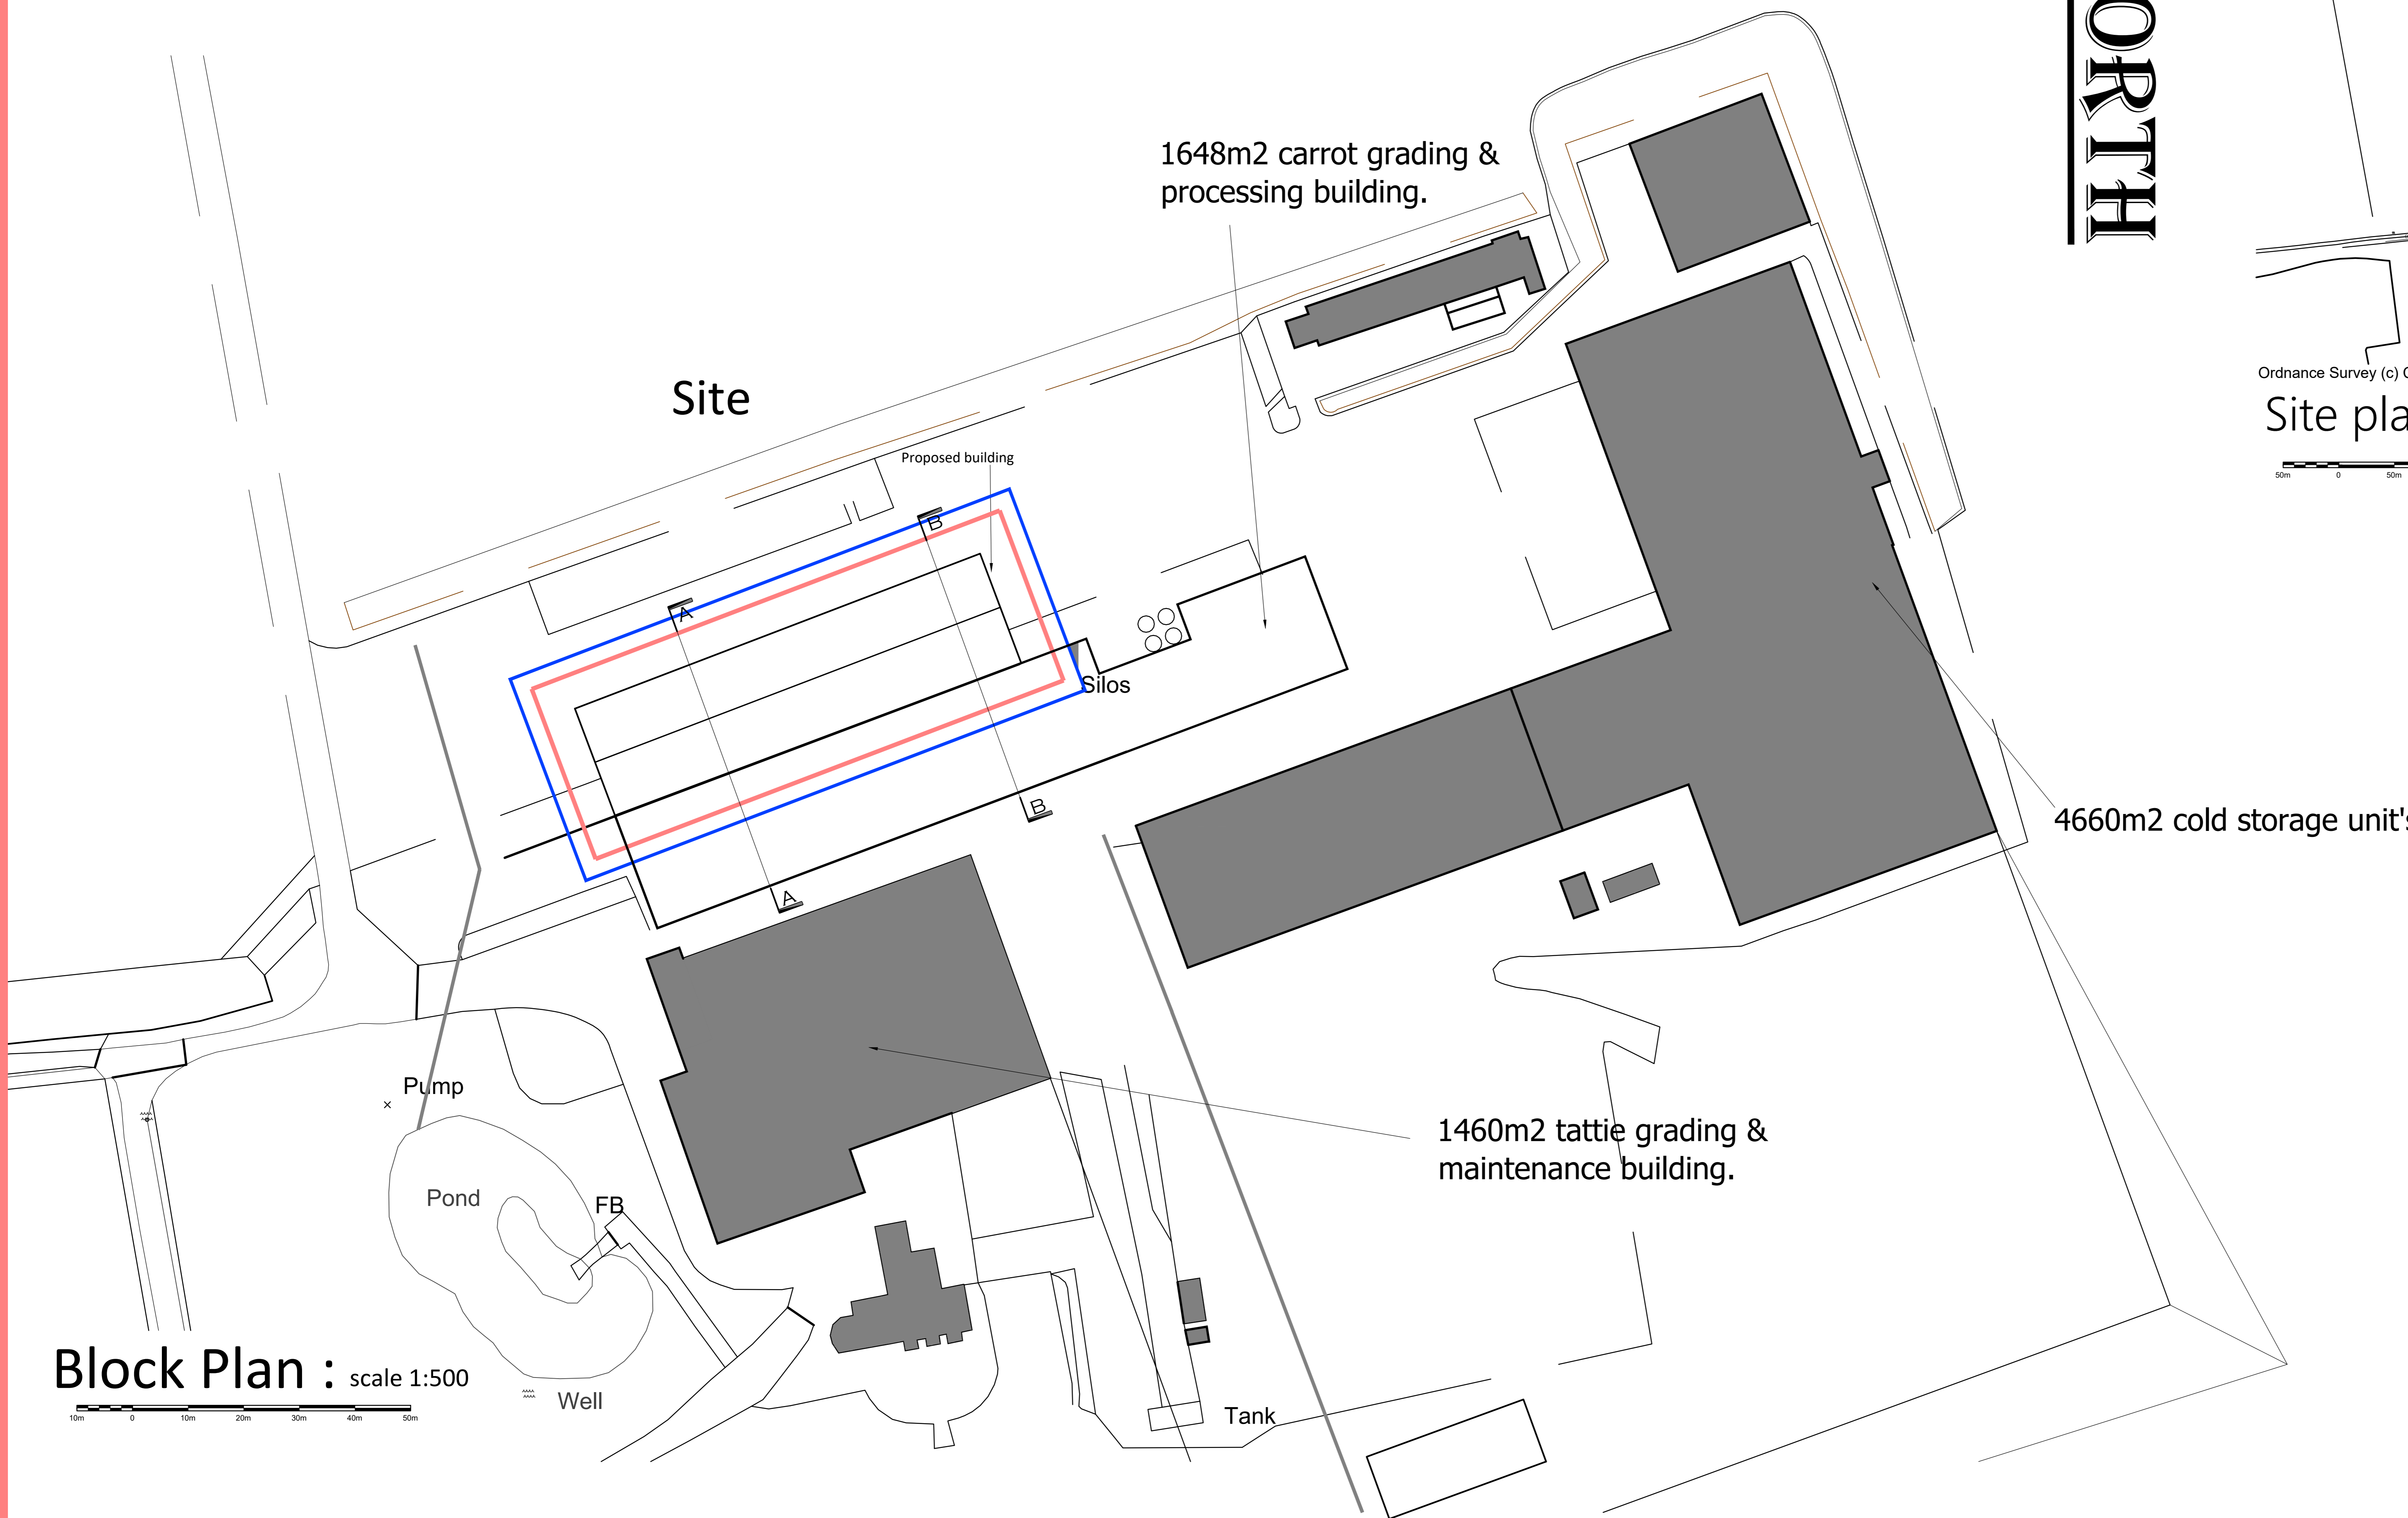 ORTH
1648m2 carrot grading &
processing building.
Ordnance Survey (c)
Site
Site pla
Proposed building
50m 0 50m
B
A
Silos
B
4660m2 cold storage unit's
A
Pump
1460m2 tattie grading &
maintenance building.
Pond
FB
Block Plan : scale 1:500
Well
10m 0 10m 20m 30m 40m 50m
Tank